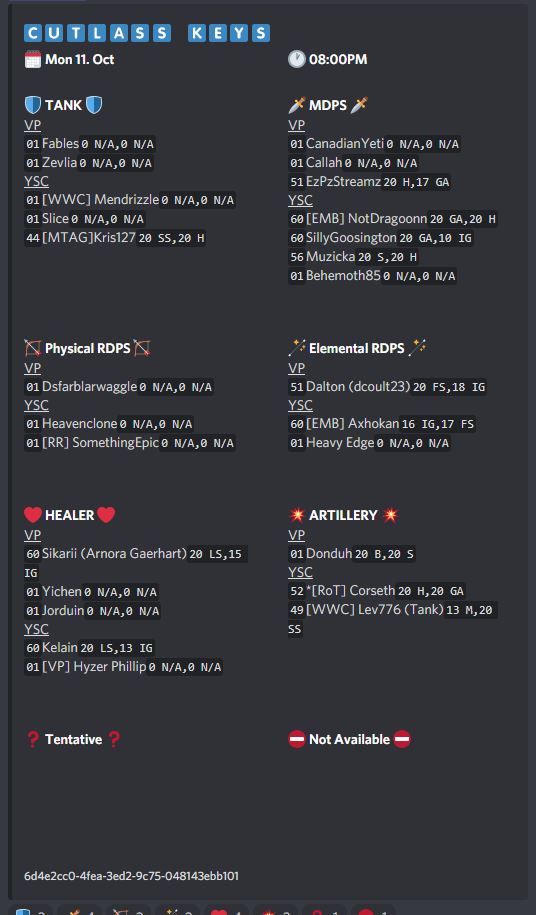 CUTLASS KEYS
Mon 11. Oct
08:00PM
TANK
VP
01 Fables 0 N/A,0 N/A
01 Zevlia 0 N/A,0 N/A
YSC
01 [WWC] Mendrizzle 0 N/A,0 N/A
01 Slice 0 N/A,0 N/A
44 [MTAG]Kris127 20 SS,20 H
MDPS
VP
01 CanadianYeti 0 N/A,0 N/A
01 Callah 0 N/A,0 N/A
51 EzPzStreamz 20 H,17 GA
YSC
60 [EMB] NotDragoonn 20 GA,20 H
60 SillyGoosington 20 GA,10 IG
56 Muzicka 20 S,20 H
01 Behemoth85 0 N/A,0 N/A
Physical RDPS
VP
01 Dsfarblarwaggle 0 N/A,0 N/A
YSC
01 Heavenclone 0 N/A,0 N/A
01 [RR] SomethingEpic 0 N/A,0 N/A
Elemental RDPS
VP
51 Dalton (dcoult23) 20 FS,18 IG
YSC
60 [EMB] Axhokan 16 IG,17 FS
01 Heavy Edge 0 N/A,0 N/A
HEALER
VP
60 Sikarii (Arnora Gaerhart) 20 LS,15
IG
01 Yichen 0 N/A,0 N/A
01 Jorduin 0 N/A,0 N/A
YSC
60 Kelain 20 LS,13 IG
01 [VP] Hyzer Phillip 0 N/A,0 N/A
ARTILLERY
VP
01 Donduh 20 B,20 S
YSC
52 *[RoT] Corseth 20 H,20 GA
49 [WWC] Lev776 (Tank) 13 M,20
SS
Tentative
Not Available
6d4e2cc0-4fea-3ed2-9c75-048143ebb101